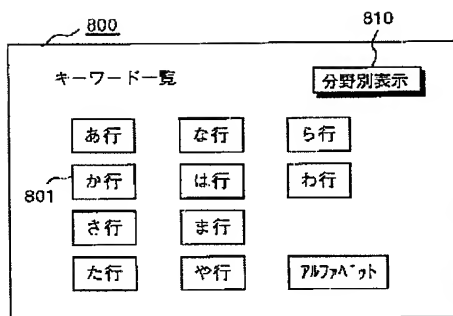 800
810
キーワード一覧
分野別表示
あ行 な行 ら行
か行 は行 わ行
801
さ行 ま行
た行 や行 ｱﾙﾌｧﾍﾞｯﾄ